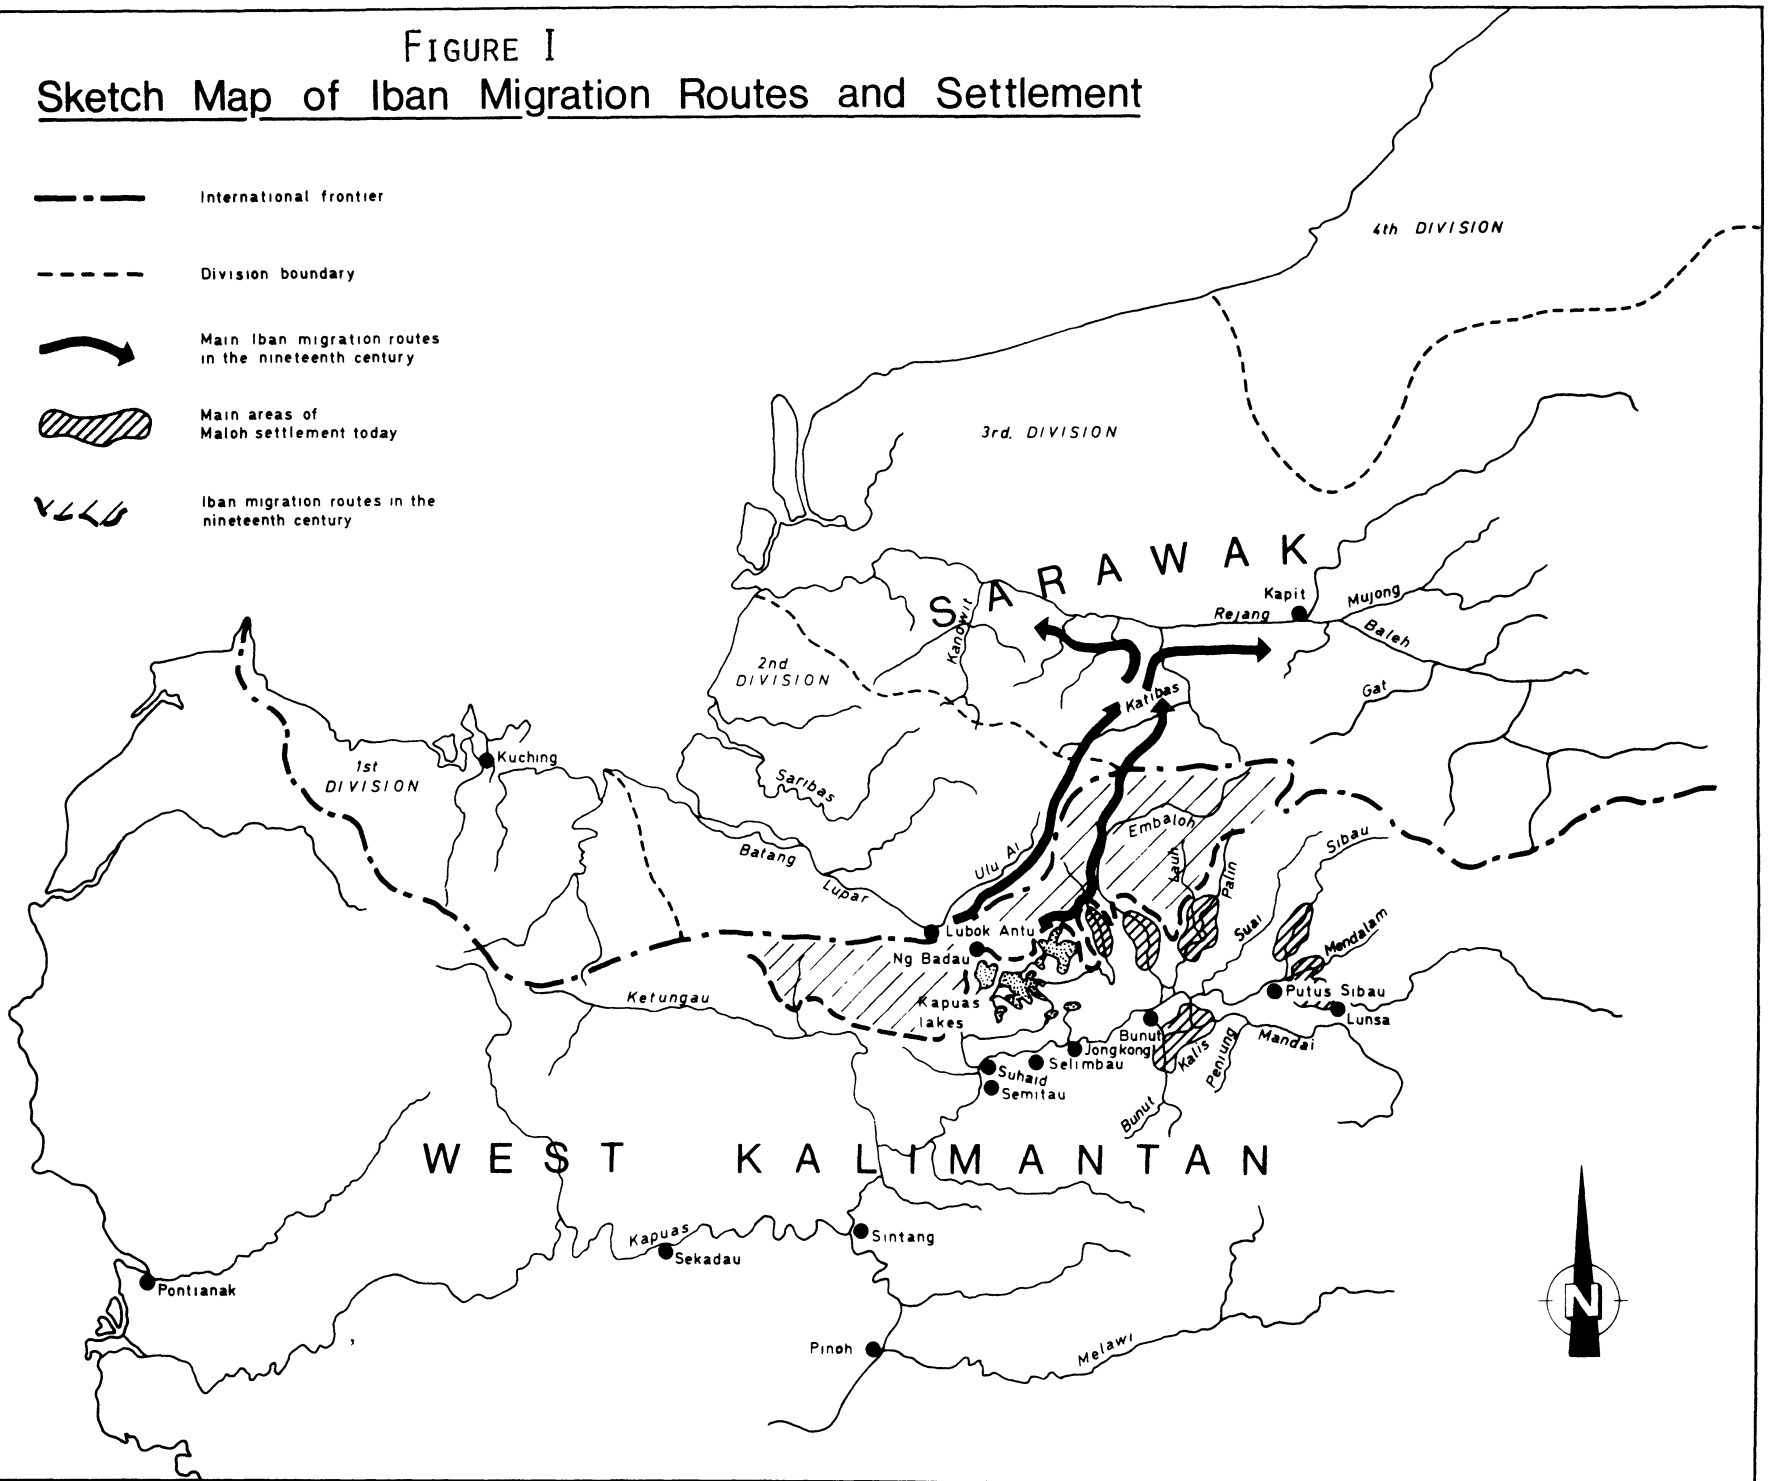 FIGURE I
Sketch Map of Iban Migration Routes and Settlement
International frontier
Division boundary
Main Iban migration routes
in the nineteenth century
Main areas of
Maloh settlement today
Iban migration routes in the
nineteenth century
4th DIVISION
3rd. DIVISION
SARAWAK
Kapit
Mujong
Rejang
Baleh
Kanowit
2nd
DIVISION
Gat
Katibas
Kuching
1st
DIVISION
Saribas
Embaloh
Sibau
Batang
Lupar
Ulu Ai
Lauh
Palin
Suai
Mendalam
Lubok Antu
Ng Badau
Ketungau
Kapuas
lakes
Putus Sibau
Lunsa
Bunut
Jongkong
Kalis
Peniung
Mandai
Selimbau
Suhaid
Semitau
Bunut
WEST KALIMANTAN
Kapuas
Sekadau
Sintang
Pontianak
Pinoh
Melawi
N